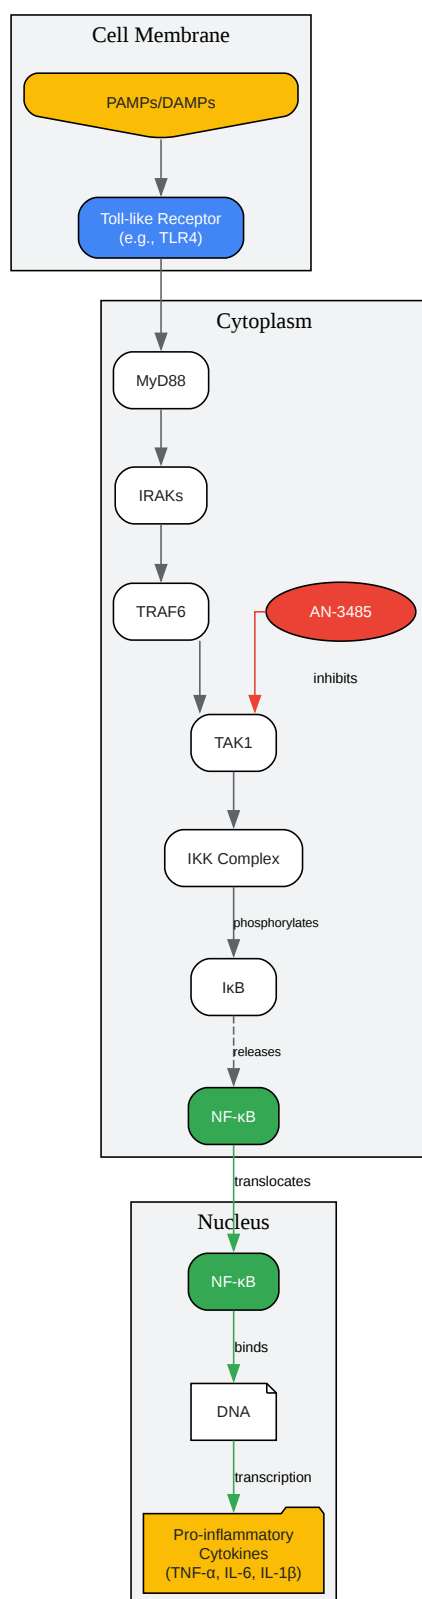 Cell Membrane
PAMPs/DAMPs
Toll-like Receptor
(e.g., TLR4)
Cytoplasm
MyD88
IRAKs
TRAF6
AN-3485
inhibits
TAK1
IKK Complex
phosphorylates
IκB
releases
NF-κB
translocates
Nucleus
NF-κB
binds
DNA
transcription
Pro-inflammatory
Cytokines
(TNF-α, IL-6, IL-1β)